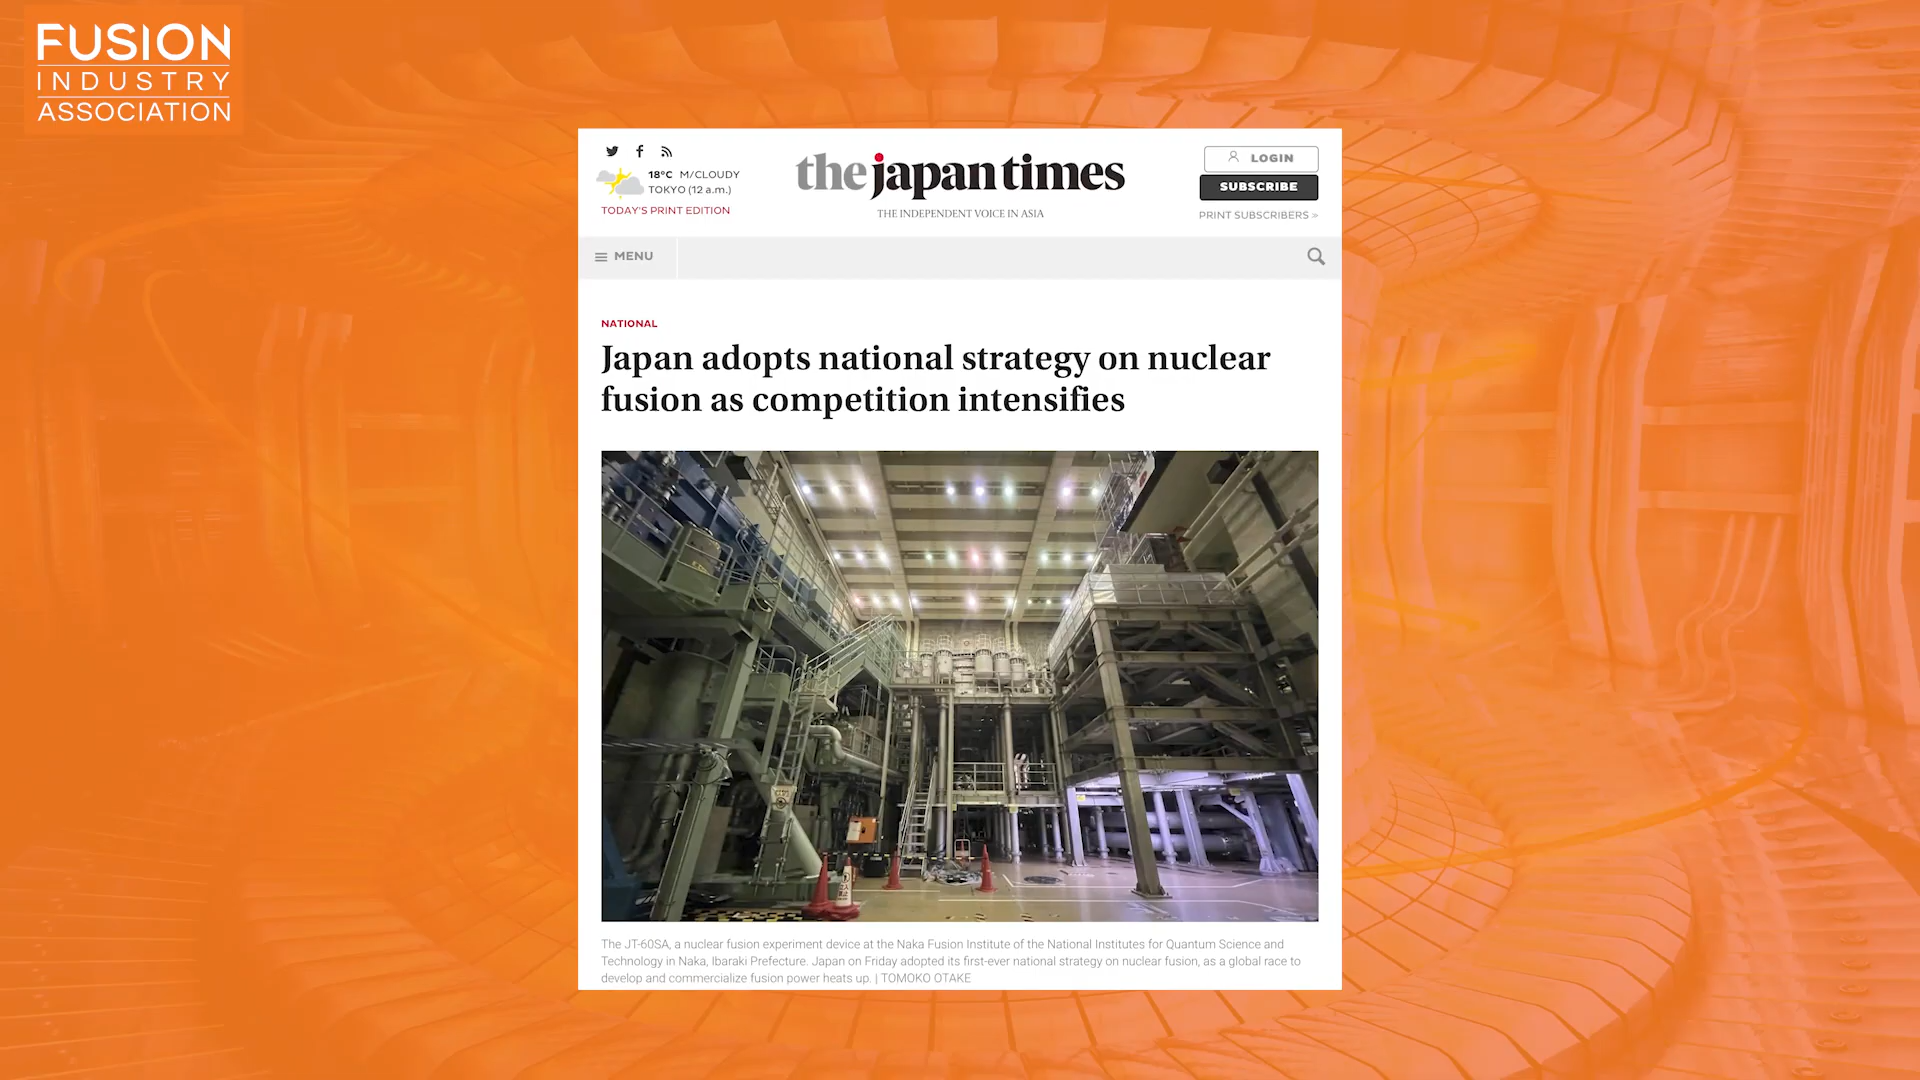 FUSION
INDUSTRY
ASSOCIATION
18°C M/CLOUDY
TOKYO (12 a.m.)
TODAY'S PRINT EDITION
the japan times
THE INDEPENDENT VOICE IN ASIA
LOGIN
SUBSCRIBE
PRINT SUBSCRIBERS »
MENU
NATIONAL
Japan adopts national strategy on nuclear
fusion as competition intensifies
The JT-60SA, a nuclear fusion experiment device at the Naka Fusion Institute of the National Institutes for Quantum Science and
Technology in Naka, Ibaraki Prefecture. Japan on Friday adopted its first-ever national strategy on nuclear fusion, as a global race to
develop and commercialize fusion power heats up. | TOMOKO OTAKE